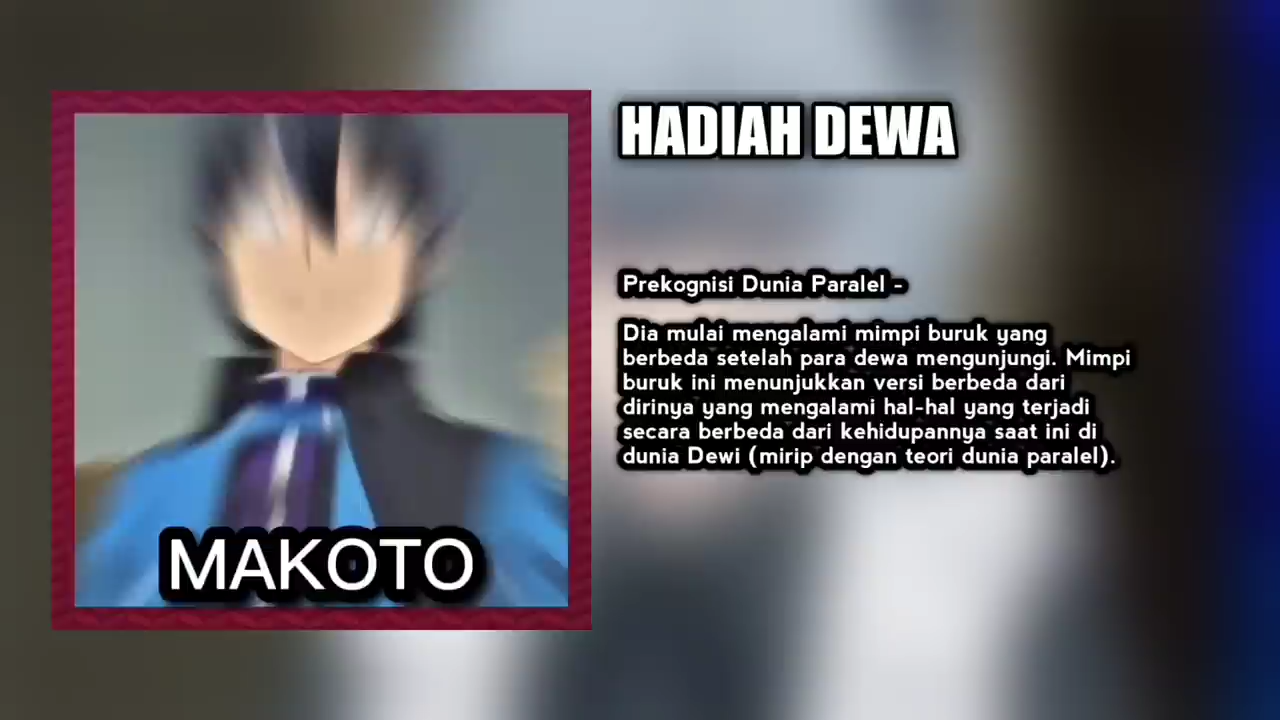 HADIAH DEWA
Prekognisi Dunia Paralel -
Dia mulai mengalami mimpi buruk yang
berbeda setelah para dewa mengunjungi. Mimpi
buruk ini menunjukkan versi berbeda dari
dirinya yang mengalami hal-hal yang terjadi
secara berbeda dari kehidupannya saat ini di
dunia Dewi (mirip dengan teori dunia paralel).
MAKOTO